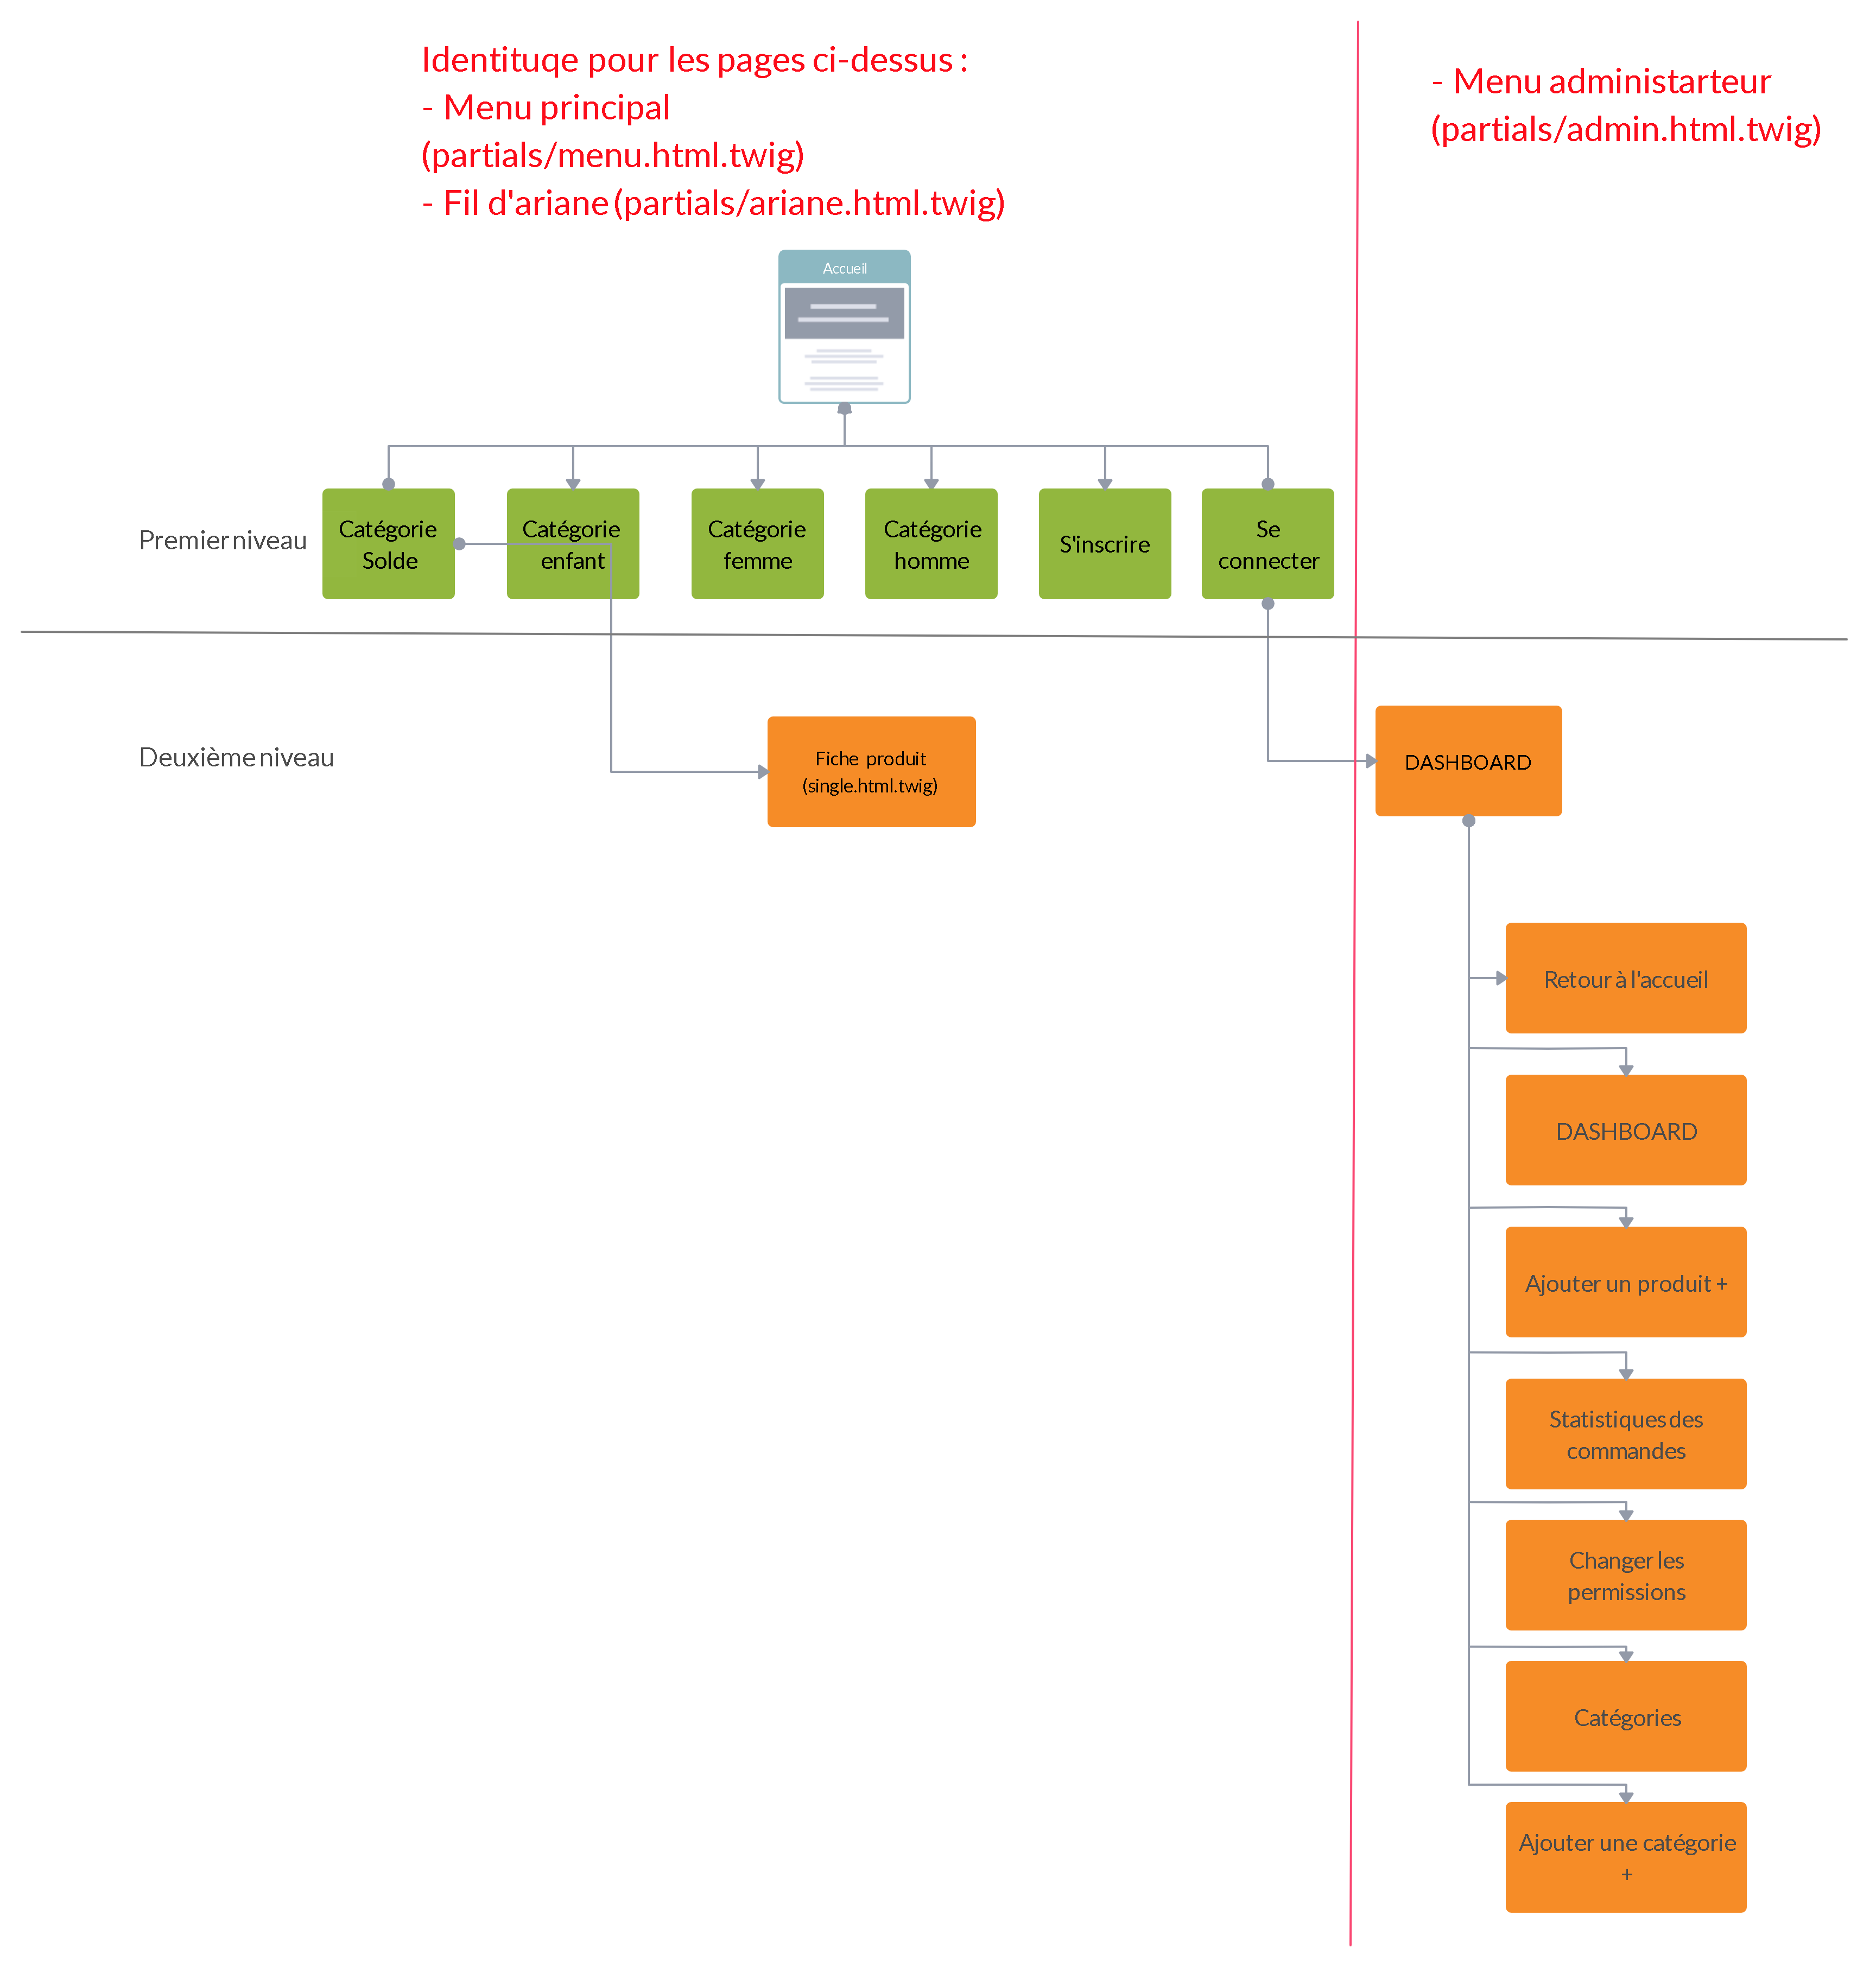 Identituqe pour les pages ci-dessus :
- Menu principal
(partials/menu.html.twig)
- Fil d'ariane (partials/ariane.html.twig)
- Menu administarteur
(partials/admin.html.twig)
Accueil
Premier niveau
Catégorie
Solde
Catégorie
enfant
Catégorie
femme
Catégorie
homme
S'inscrire
Se
connecter
Deuxième niveau
Fiche produit
(single.html.twig)
DASHBOARD
Retour à l'accueil
DASHBOARD
Ajouter un produit +
Statistiques des
commandes
Changer les
permissions
Catégories
Ajouter une catégorie
+